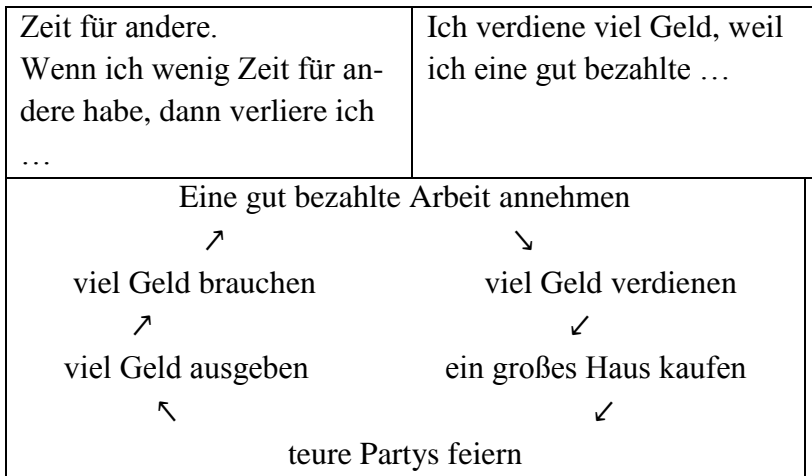 Zeit für andere.
Wenn ich wenig Zeit für an-
dere habe, dann verliere ich
…
Ich verdiene viel Geld, weil
ich eine gut bezahlte …
Eine gut bezahlte Arbeit annehmen
↗ ↘
viel Geld brauchen viel Geld verdienen
↗ ↙
viel Geld ausgeben ein großes Haus kaufen
↖ ↙
teure Partys feiern